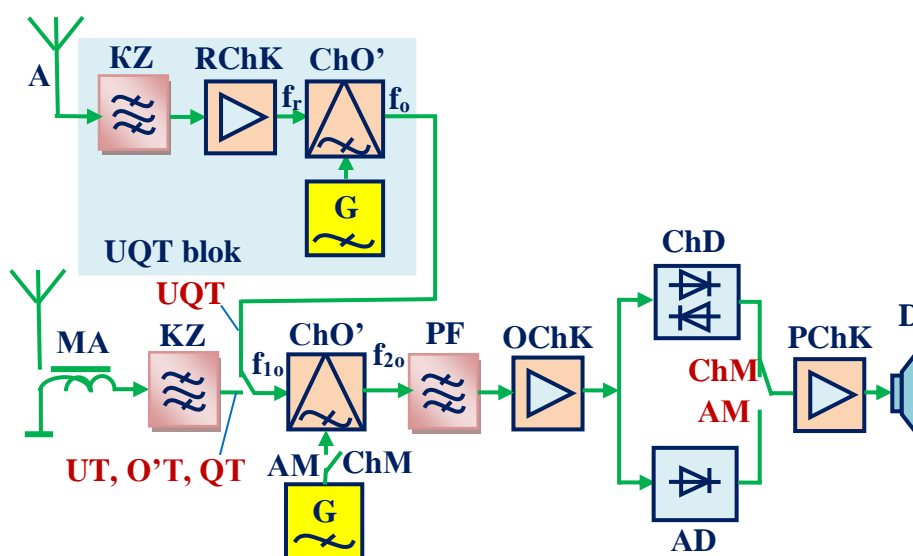 A
KZ
RChK
fr
ChO’
fo
G
UQT blok
UQT
MA
KZ
f1o
ChO’
f2o
PF
OChK
ChD
PChK
D
ChM
AM
UT, O’T, QT
AM
ChM
G
AD